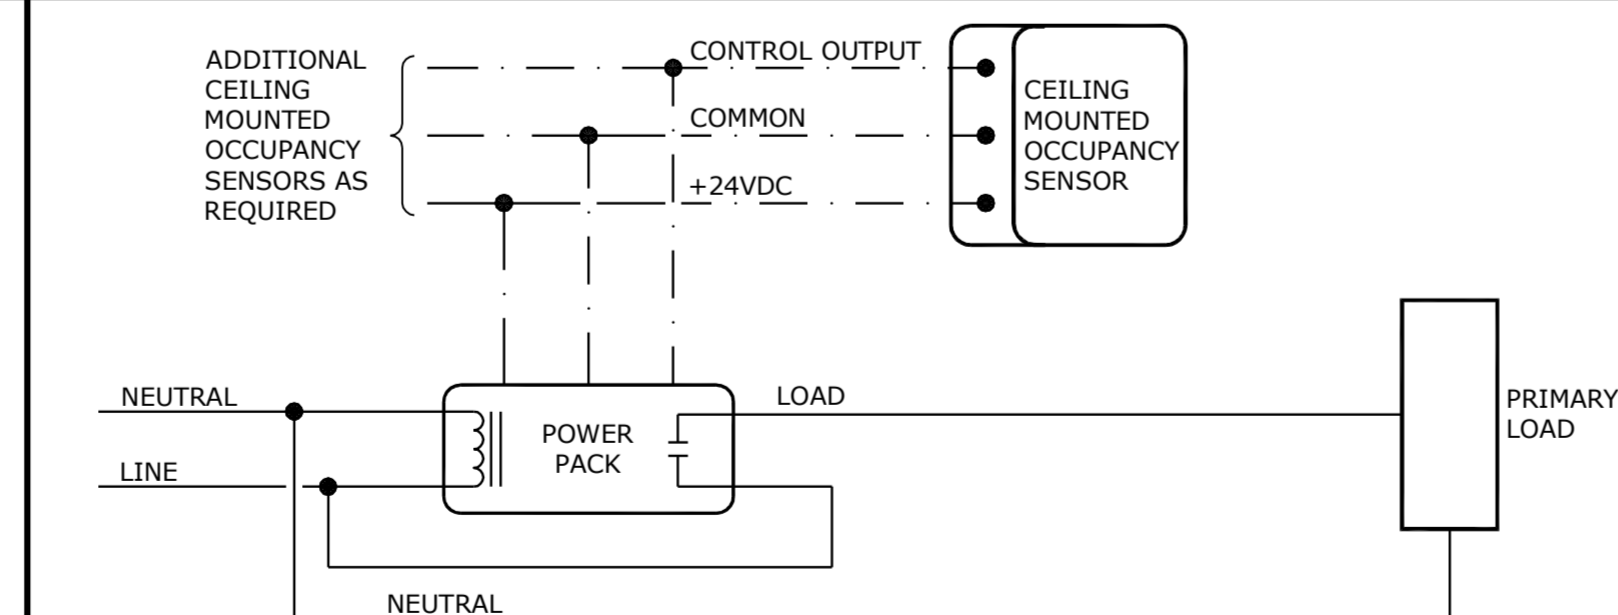 ADDITIONAL
CEILING
MOUNTED
OCCUPANCY
SENSORS AS
REQUIRED
CONTROL OUTPUT
COMMON
+24VDC
CEILING
MOUNTED
OCCUPANCY
SENSOR
NEUTRAL
LINE
POWER
PACK
LOAD
PRIMARY
LOAD
NEUTRAL